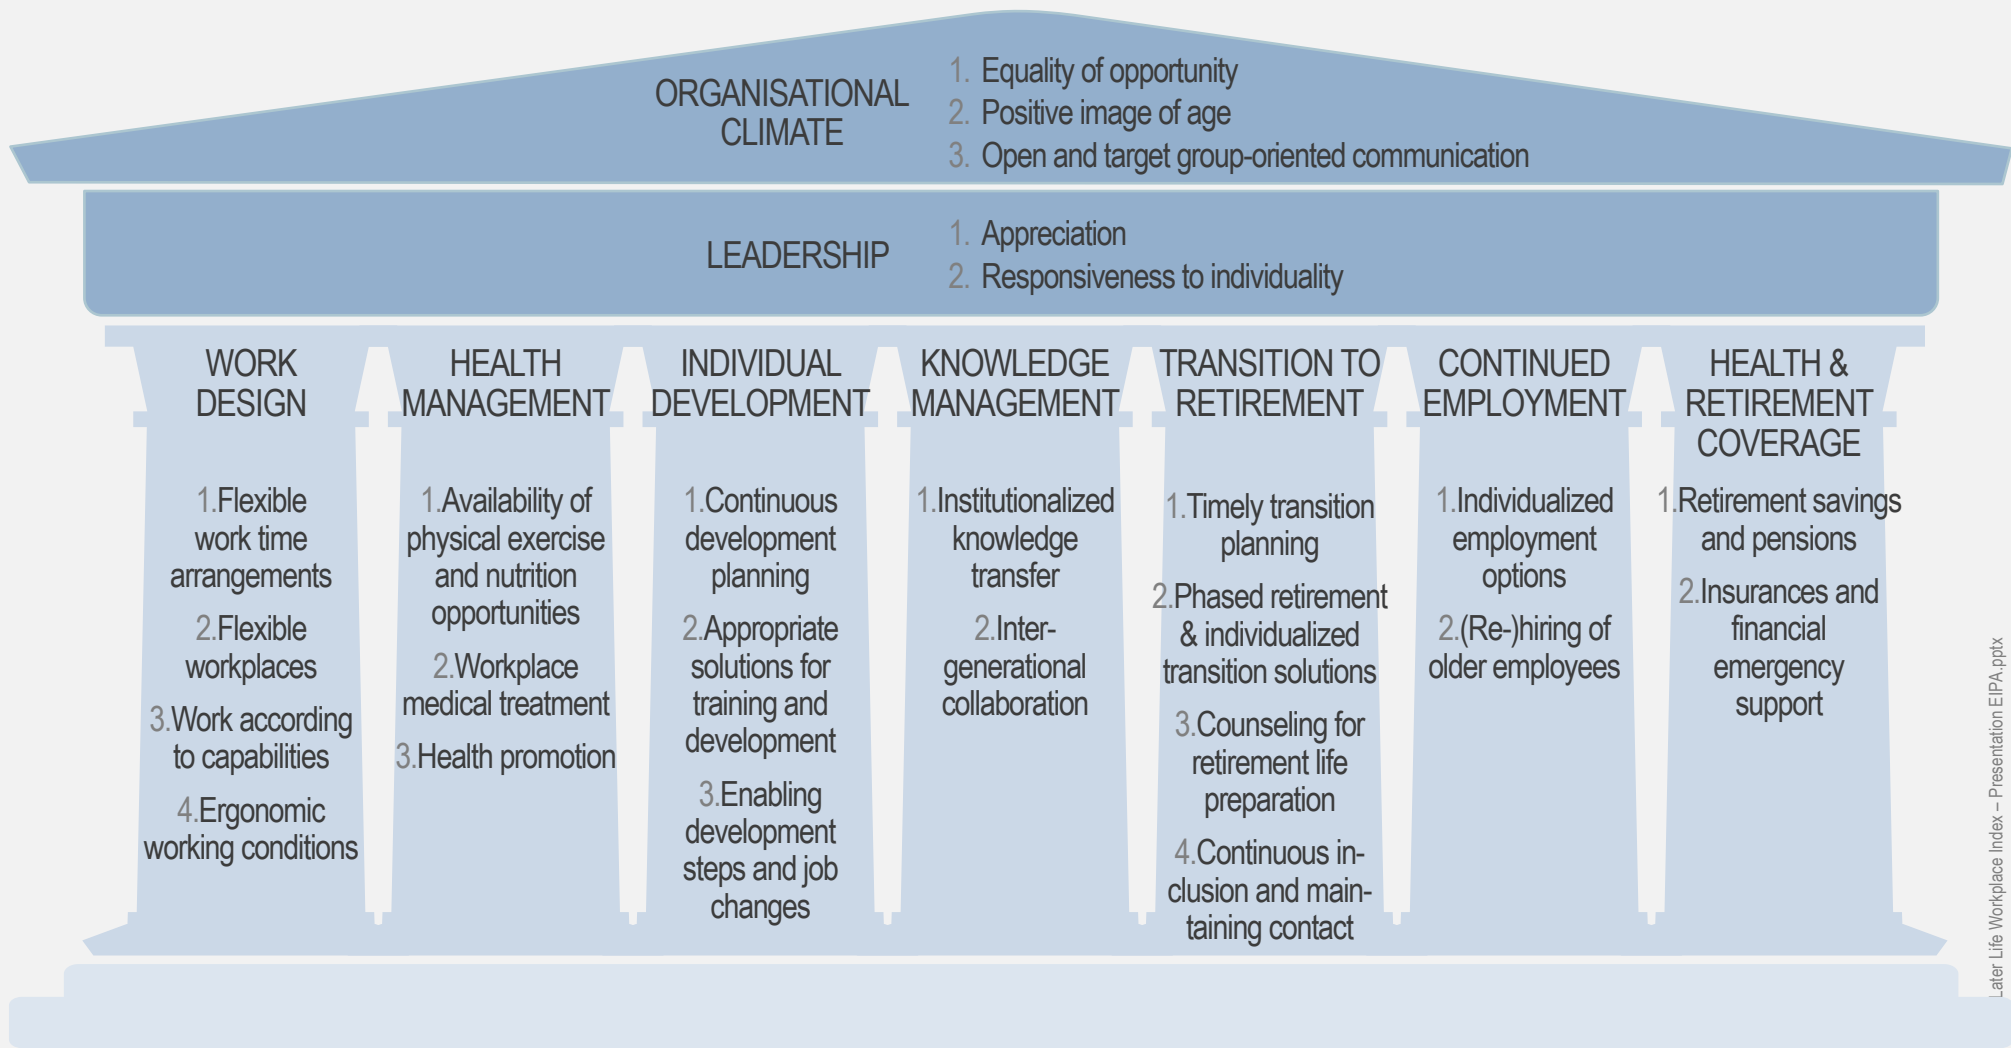 ORGANISATIONAL
CLIMATE
1. Equality of opportunity
2. Positive image of age
3. Open and target group-oriented communication
LEADERSHIP
1. Appreciation
2. Responsiveness to individuality
WORK
DESIGN
1.Flexible
work time
arrangements
2.Flexible
workplaces
3.Work according
to capabilities
4.Ergonomic
working conditions
HEALTH
MANAGEMENT
1.Availability of
physical exercise
and nutrition
opportunities
2.Workplace
medical treatment
3.Health promotion
INDIVIDUAL
DEVELOPMENT
1.Continuous
development
planning
2.Appropriate
solutions for
training and
development
3.Enabling
development
steps and job
changes
KNOWLEDGE
MANAGEMENT
1.Institutionalized
knowledge
transfer
2.Inter-
generational
collaboration
TRANSITION TO
RETIREMENT
1.Timely transition
planning
2.Phased retirement
& individualized
transition solutions
3.Counseling for
retirement life
preparation
4.Continuous in-
clusion and main-
taining contact
CONTINUED
EMPLOYMENT
1.Individualized
employment
options
2.(Re-)hiring of
older employees
HEALTH &
RETIREMENT
COVERAGE
1.Retirement savings
and pensions
2.Insurances and
financial
emergency
support
Later Life Workplace Index – Presentation EIPA.pptx